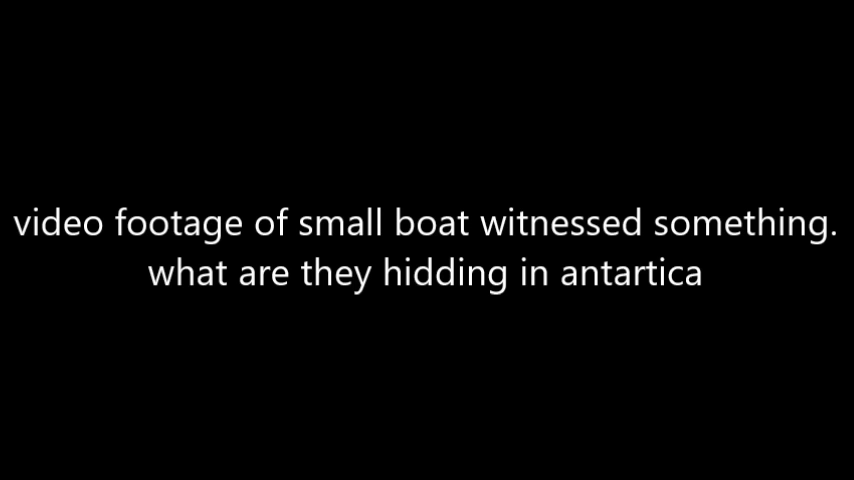 video footage of small boat witnessed something.
what are they hidding in antartica